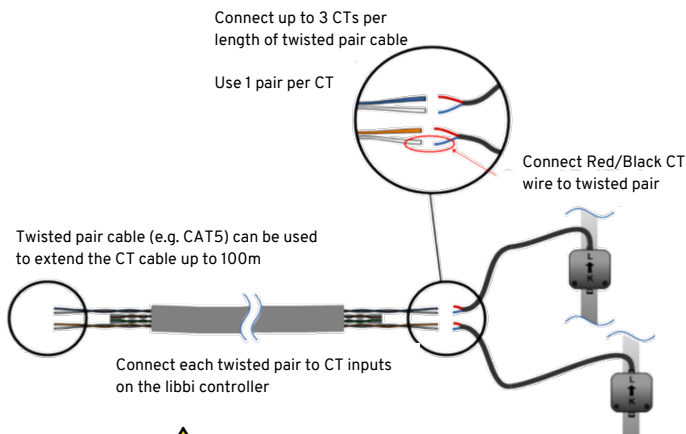 Connect up to 3 CTs per
length of twisted pair cable
Use 1 pair per CT
Connect Red/Black CT
wire to twisted pair
Twisted pair cable (e.g. CAT5) can be used
to extend the CT cable up to 100m
L
K
L
K
Connect each twisted pair to CT inputs
on the libbi controller